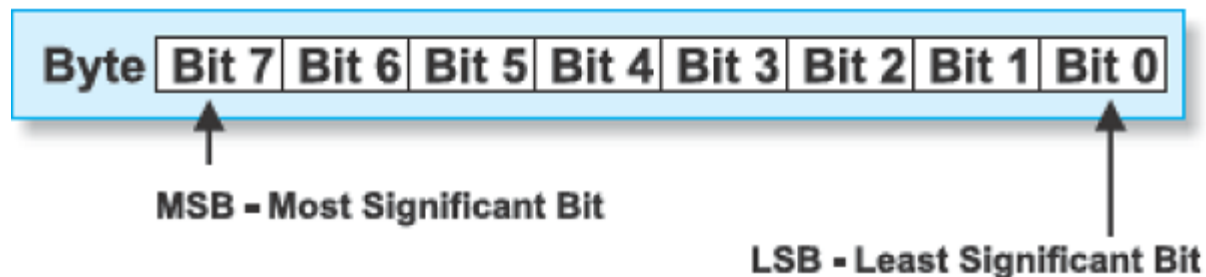 Byte Bit 7 Bit 6 Bit 5 Bit 4 Bit 3 Bit 2 Bit 1 Bit 0
MSB - Most Significant Bit
LSB - Least Significant Bit